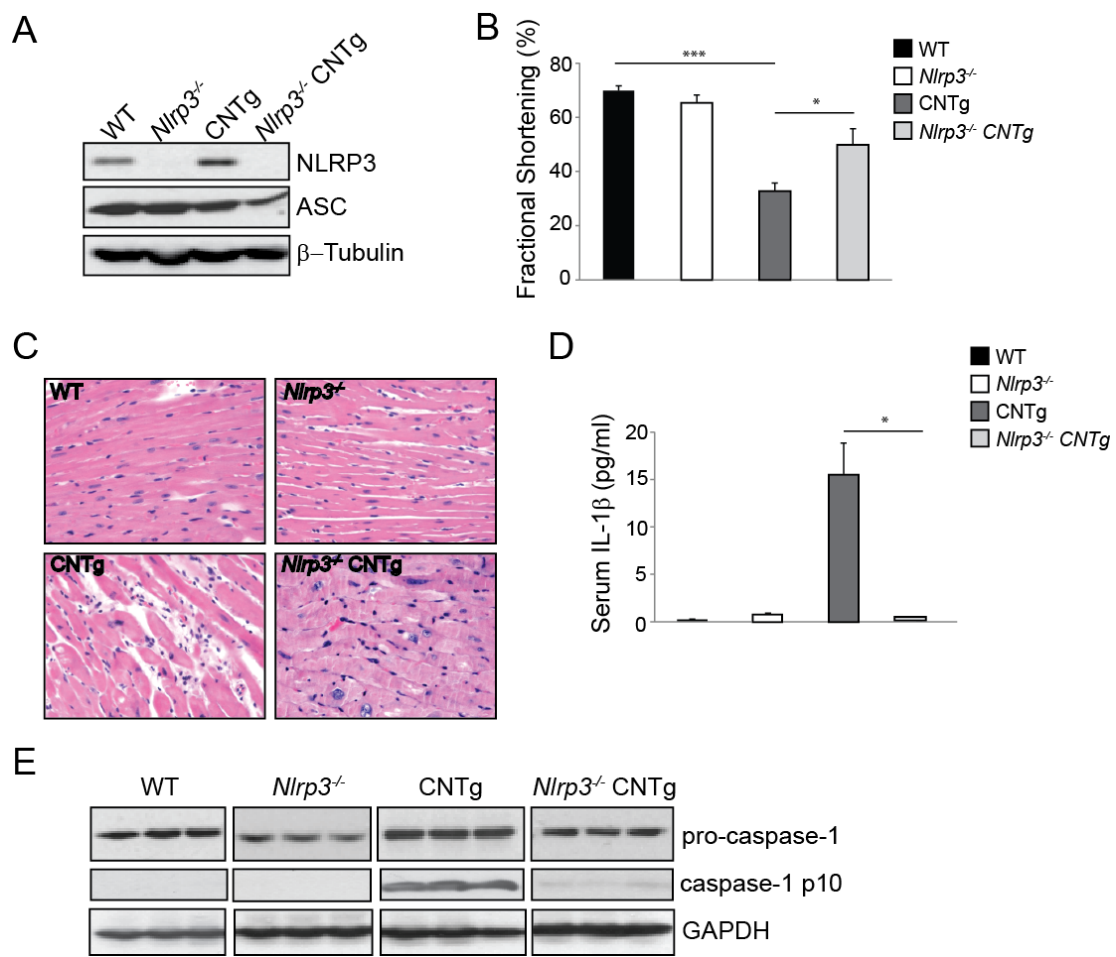 A
WT
Nlrp3-/-
CNTg
Nlrp3-/- CNTg
NLRP3
ASC
β–Tubulin
B
Fractional Shortening (%)
80
60
40
20
0
***
*
WT
Nlrp3-/-
CNTg
Nlrp3-/- CNTg
C
WT
Nlrp3-/-
CNTg
Nlrp3-/- CNTg
D
Serum IL-1β (pg/ml)
20
15
10
5
0
*
WT
Nlrp3-/-
CNTg
Nlrp3-/- CNTg
E
WT
Nlrp3-/-
CNTg
Nlrp3-/- CNTg
pro-caspase-1
caspase-1 p10
GAPDH